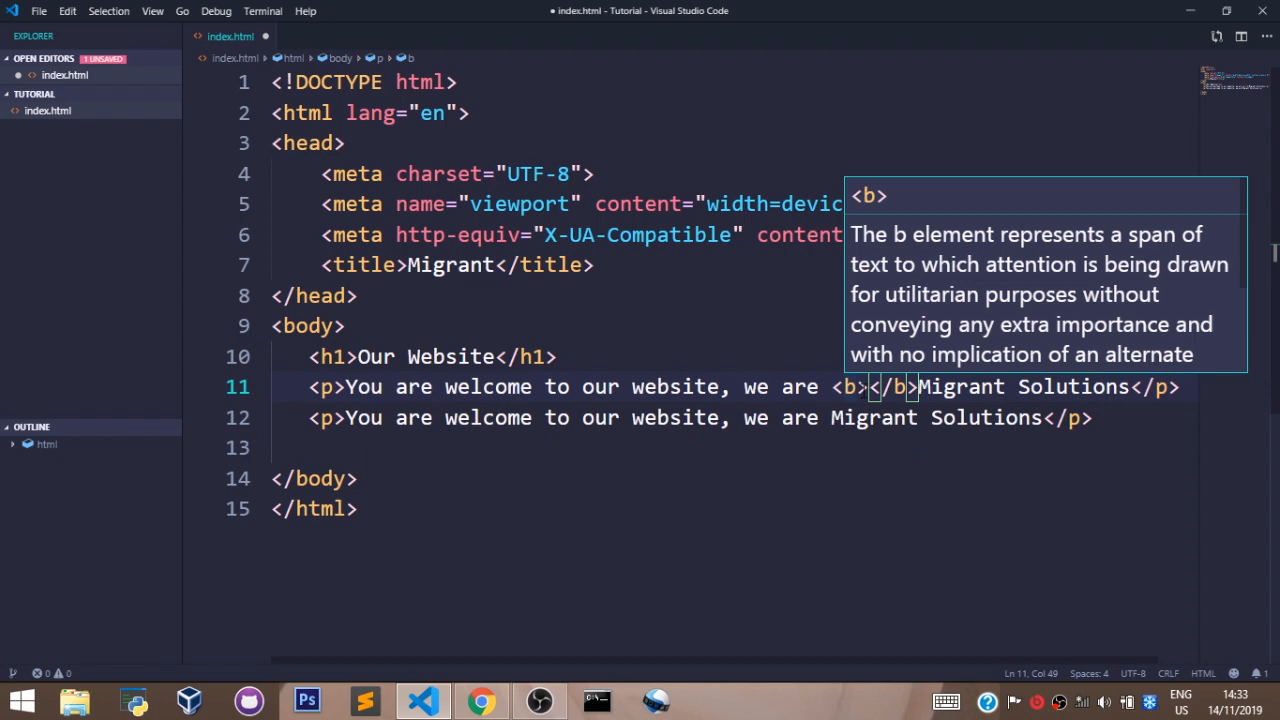 File Edit Selection View Go Debug Terminal Help
● index.html - Tutorial - Visual Studio Code
EXPLORER
OPEN EDITORS 1 UNSAVED
● <> index.html
TUTORIAL
<> index.html
OUTLINE
html
<> index.html ●
<> index.html > html > body > p > b
1 <!DOCTYPE html>
2 <html lang="en">
3 <head>
4 <meta charset="UTF-8">
5 <meta name="viewport" content="width=devic
6 <meta http-equiv="X-UA-Compatible" content
7 <title>Migrant</title>
8 </head>
9 <body>
10 <h1>Our Website</h1>
11 <p>You are welcome to our website, we are <b></b>Migrant Solutions</p>
12 <p>You are welcome to our website, we are Migrant Solutions</p>
13
14 </body>
15 </html>
<b>
The b element represents a span of
text to which attention is being drawn
for utilitarian purposes without
conveying any extra importance and
with no implication of an alternate
0 0
Ln 11, Col 49 Spaces: 4 UTF-8 CRLF HTML 1
Ps
ENG
US
14:33
14/11/2019